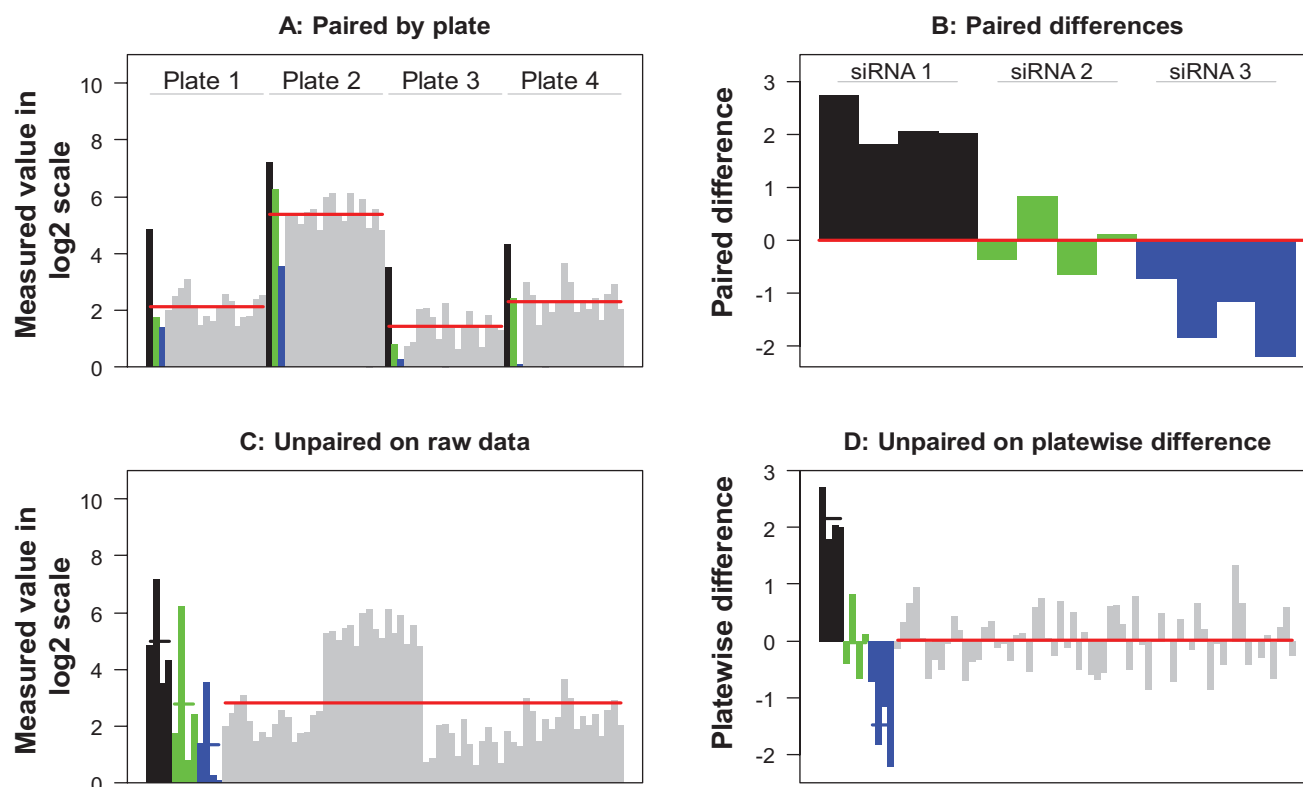 A: Paired by plate
Measured value in
log2 scale
10
8
6
4
2
0
Plate 1
Plate 2
Plate 3
Plate 4
B: Paired differences
Paired difference
3
2
1
0
-1
-2
siRNA 1
siRNA 2
siRNA 3
C: Unpaired on raw data
Measured value in
log2 scale
10
8
6
4
2
0
D: Unpaired on platewise difference
Platewise difference
3
2
1
0
-1
-2